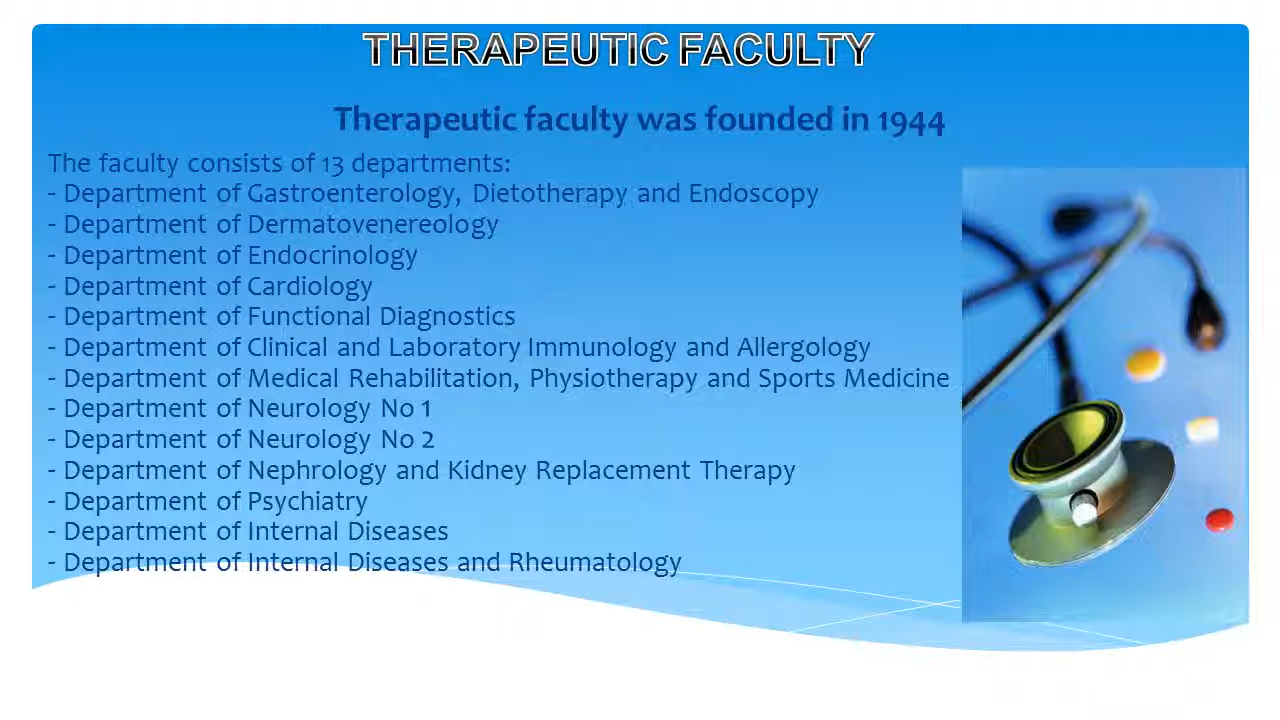 THERAPEUTIC FACULTY
Therapeutic faculty was founded in 1944
The faculty consists of 13 departments:
- Department of Gastroenterology, Dietotherapy and Endoscopy
- Department of Dermatovenereology
- Department of Endocrinology
- Department of Cardiology
- Department of Functional Diagnostics
- Department of Clinical and Laboratory Immunology and Allergology
- Department of Medical Rehabilitation, Physiotherapy and Sports Medicine
- Department of Neurology No 1
- Department of Neurology No 2
- Department of Nephrology and Kidney Replacement Therapy
- Department of Psychiatry
- Department of Internal Diseases
- Department of Internal Diseases and Rheumatology